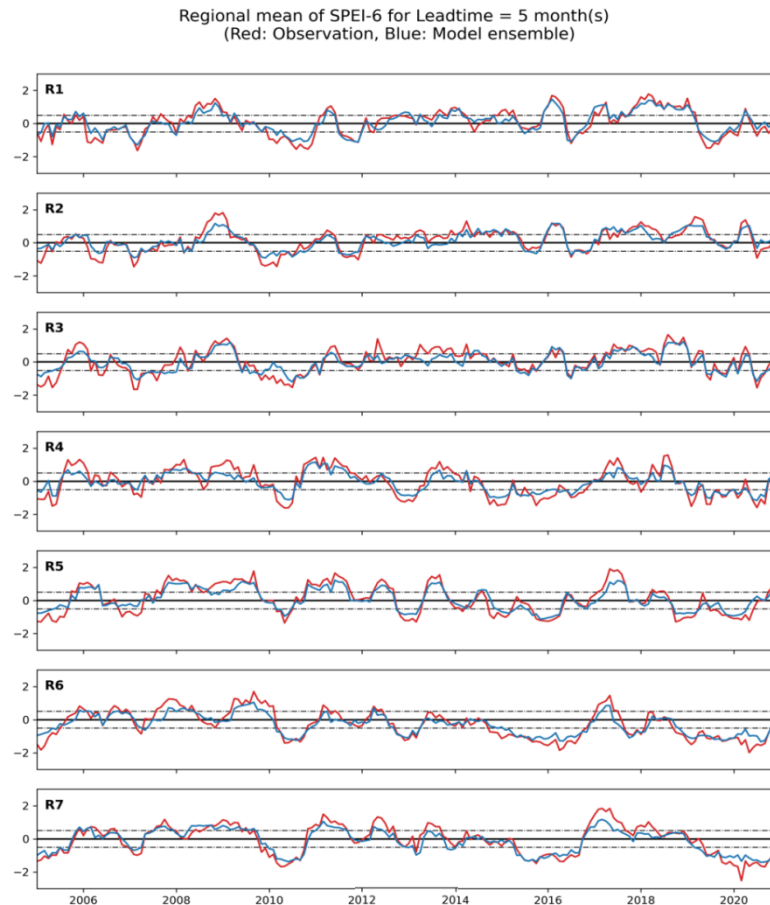 Regional mean of SPEI-6 for Leadtime = 5 month(s)
(Red: Observation, Blue: Model ensemble)
R1
2
0
−2
R2
2
0
−2
R3
2
0
−2
R4
2
0
−2
R5
2
0
−2
R6
2
0
−2
R7
2
0
−2
2006 2008 2010 2012 2014 2016 2018 2020